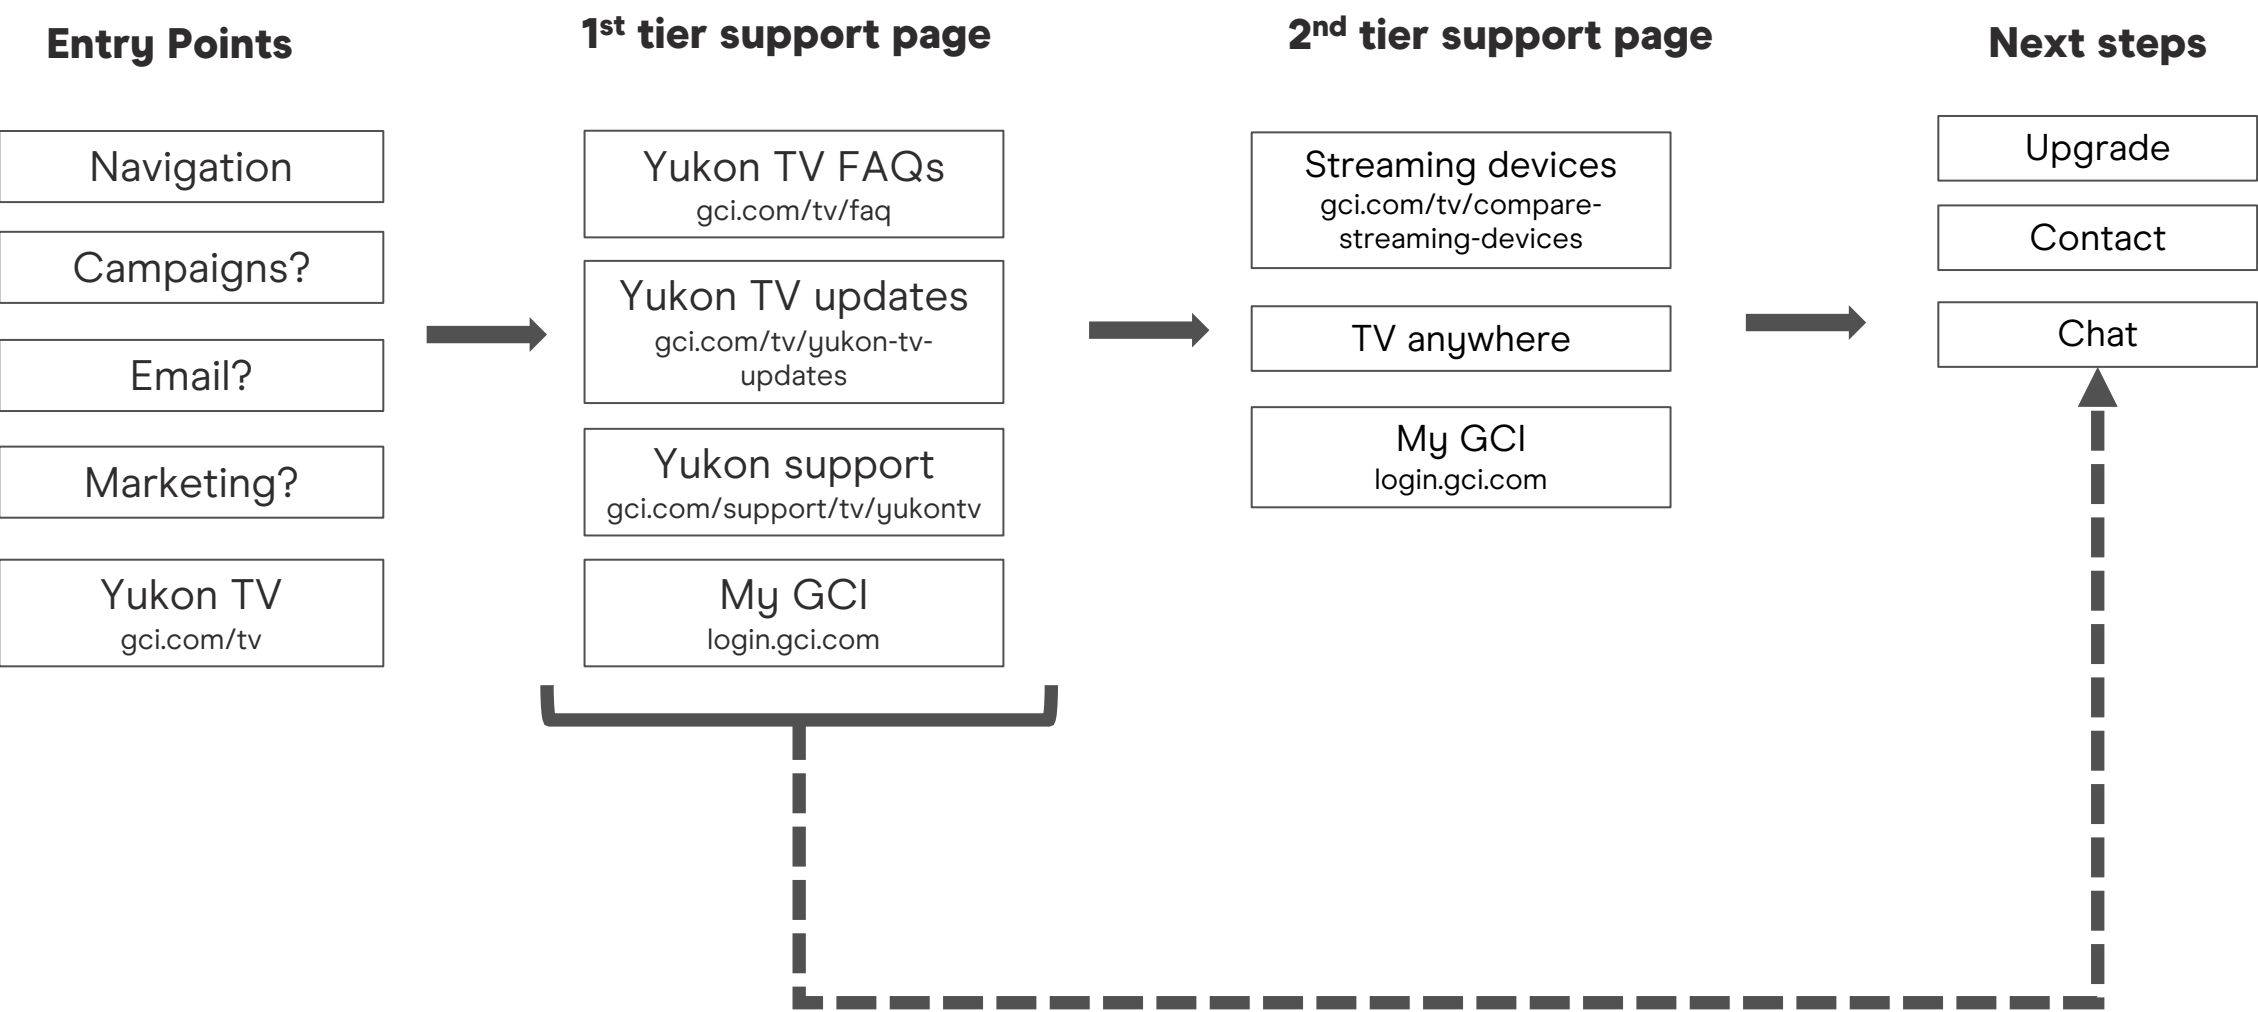 Entry Points
Navigation
Campaigns?
Email?
Marketing?
Yukon TV
gci.com/tv
1st tier support page
Yukon TV FAQs
gci.com/tv/faq
Yukon TV updates
gci.com/tv/yukon-tv-
updates
Yukon support
gci.com/support/tv/yukontv
My GCI
login.gci.com
2nd tier support page
Streaming devices
gci.com/tv/compare-
streaming-devices
TV anywhere
My GCI
login.gci.com
Next steps
Upgrade
Contact
Chat